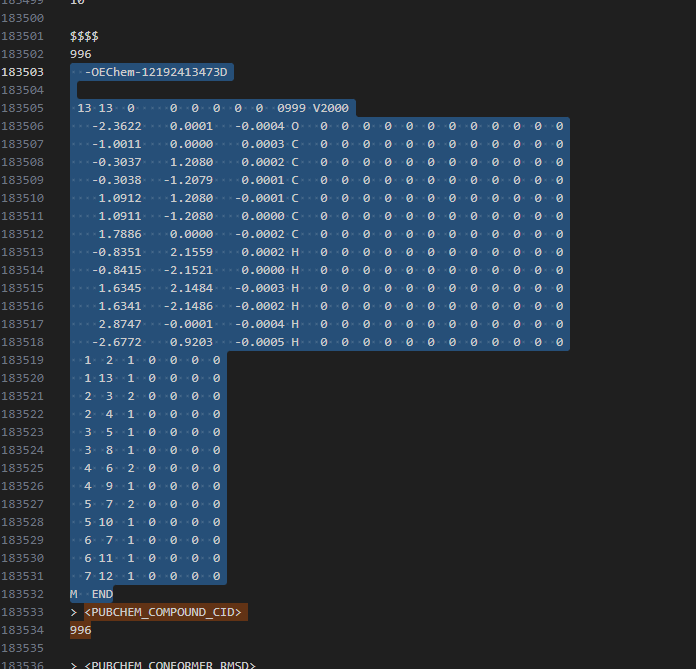 183499 10
183500
183501 $$$$
183502 996
183503 -OEChem-12192413473D
183504
183505 13 13 0 0 0 0 0 0 0999 V2000
183506 -2.3622 0.0001 -0.0004 O 0 0 0 0 0 0 0 0 0 0 0 0
183507 -1.0011 0.0000 0.0003 C 0 0 0 0 0 0 0 0 0 0 0 0
183508 -0.3037 1.2080 0.0002 C 0 0 0 0 0 0 0 0 0 0 0 0
183509 -0.3038 -1.2079 0.0001 C 0 0 0 0 0 0 0 0 0 0 0 0
183510 1.0912 1.2080 -0.0001 C 0 0 0 0 0 0 0 0 0 0 0 0
183511 1.0911 -1.2080 0.0000 C 0 0 0 0 0 0 0 0 0 0 0 0
183512 1.7886 0.0000 -0.0002 C 0 0 0 0 0 0 0 0 0 0 0 0
183513 -0.8351 2.1559 0.0002 H 0 0 0 0 0 0 0 0 0 0 0 0
183514 -0.8415 -2.1521 0.0000 H 0 0 0 0 0 0 0 0 0 0 0 0
183515 1.6345 2.1484 -0.0003 H 0 0 0 0 0 0 0 0 0 0 0 0
183516 1.6341 -2.1486 -0.0002 H 0 0 0 0 0 0 0 0 0 0 0 0
183517 2.8747 -0.0001 -0.0004 H 0 0 0 0 0 0 0 0 0 0 0 0
183518 -2.6772 0.9203 -0.0005 H 0 0 0 0 0 0 0 0 0 0 0 0
183519 1 2 1 0 0 0 0
183520 1 13 1 0 0 0 0
183521 2 3 2 0 0 0 0
183522 2 4 1 0 0 0 0
183523 3 5 1 0 0 0 0
183524 3 8 1 0 0 0 0
183525 4 6 2 0 0 0 0
183526 4 9 1 0 0 0 0
183527 5 7 2 0 0 0 0
183528 5 10 1 0 0 0 0
183529 6 7 1 0 0 0 0
183530 6 11 1 0 0 0 0
183531 7 12 1 0 0 0 0
183532 M END
183533 > <PUBCHEM_COMPOUND_CID>
183534 996
183535
183536 > <PUBCHEM_CONFORMER_RMSD>